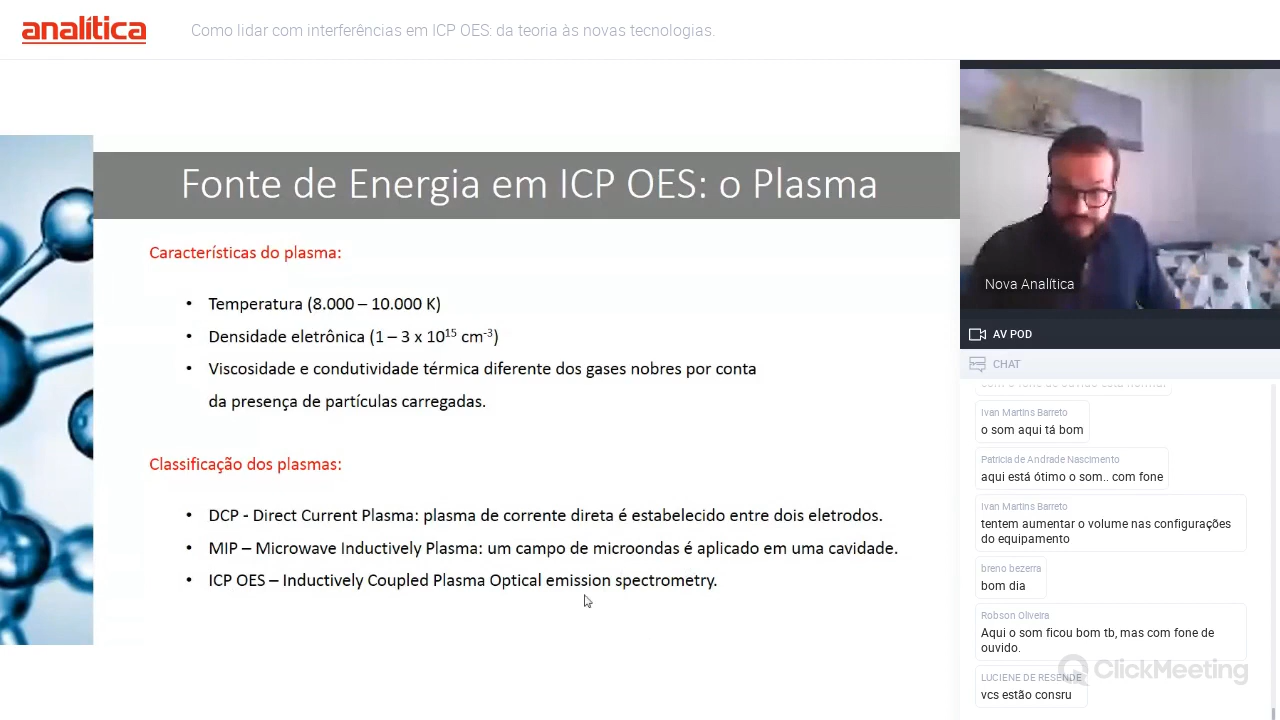 analítica
Como lidar com interferências em ICP OES: da teoria às novas tecnologias.
Fonte de Energia em ICP OES: o Plasma
Características do plasma:
• Temperatura (8.000 – 10.000 K)
• Densidade eletrônica (1 – 3 x 10¹⁵ cm⁻³)
• Viscosidade e condutividade térmica diferente dos gases nobres por conta
da presença de partículas carregadas.
Classificação dos plasmas:
• DCP - Direct Current Plasma: plasma de corrente direta é estabelecido entre dois eletrodos.
• MIP – Microwave Inductively Plasma: um campo de microondas é aplicado em uma cavidade.
• ICP OES – Inductively Coupled Plasma Optical emission spectrometry.
Nova Analítica
AV POD
CHAT
Ivan Martins Barreto
o som aqui tá bom
Patricia de Andrade Nascimento
aqui está ótimo o som.. com fone
Ivan Martins Barreto
tentem aumentar o volume nas configurações
do equipamento
breno bezerra
bom dia
Robson Oliveira
Aqui o som ficou bom tb, mas com fone de
ouvido.
LUCIENE DE RESENDE
vcs estão consru
ClickMeeting